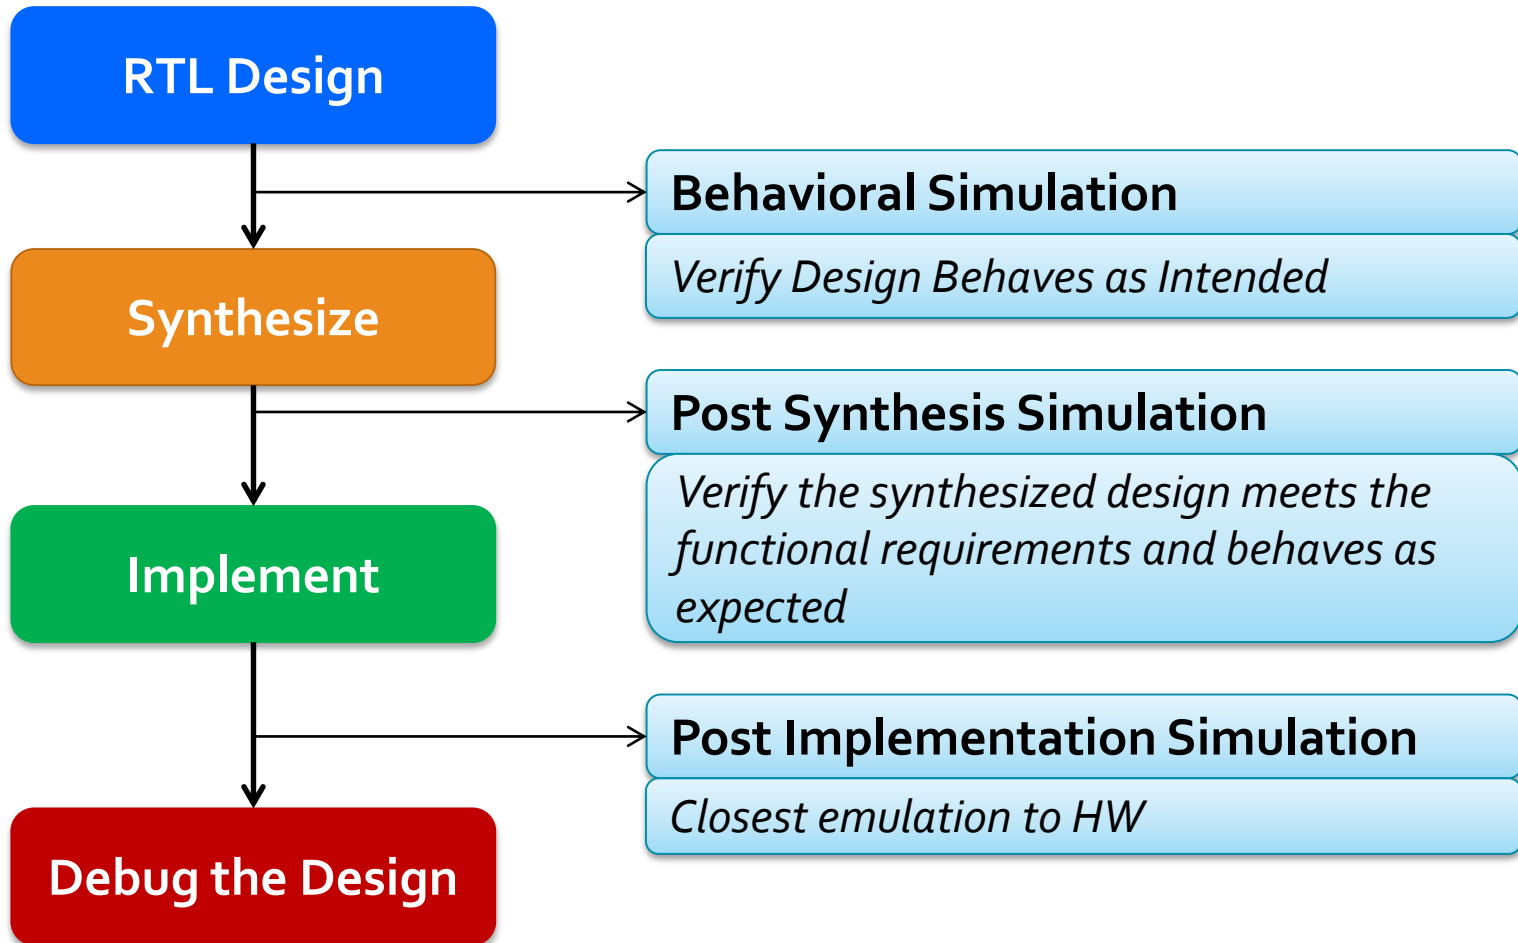 RTL Design
Behavioral Simulation
Verify Design Behaves as Intended
Synthesize
Post Synthesis Simulation
Verify the synthesized design meets the
functional requirements and behaves as
expected
Implement
Post Implementation Simulation
Closest emulation to HW
Debug the Design